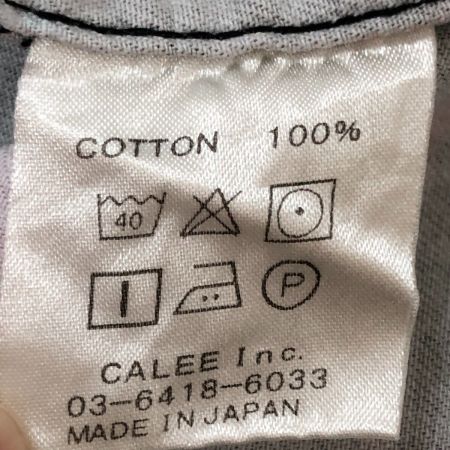 COTTON 100%
40
P
CALEE Inc.
03-6418-6033
MADE IN JAPAN